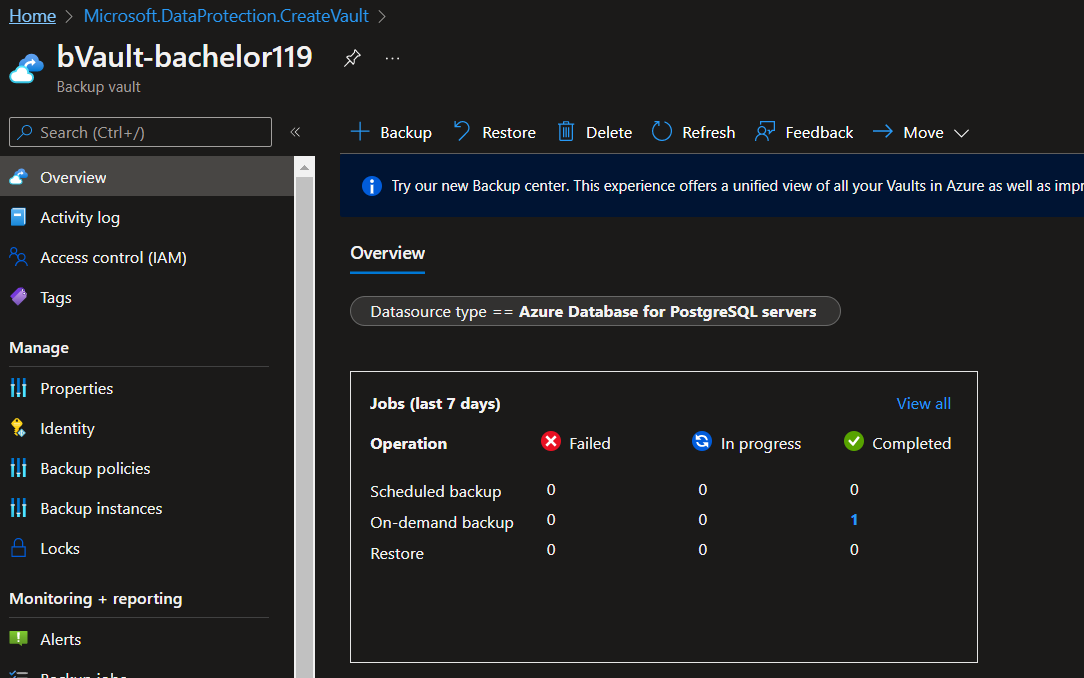 Home > Microsoft.DataProtection.CreateVault >
bVault-bachelor119
Backup vault
Search (Ctrl+/)
Backup Restore Delete Refresh Feedback Move
Try our new Backup center. This experience offers a unified view of all your Vaults in Azure as well as impr
Overview
Activity log
Access control (IAM)
Tags
Manage
Properties
Identity
Backup policies
Backup instances
Locks
Monitoring + reporting
Alerts
Backup jobs
Overview
Datasource type == Azure Database for PostgreSQL servers
Jobs (last 7 days) View all
Operation Failed In progress Completed
Scheduled backup 0 0 0
On-demand backup 0 0 1
Restore 0 0 0